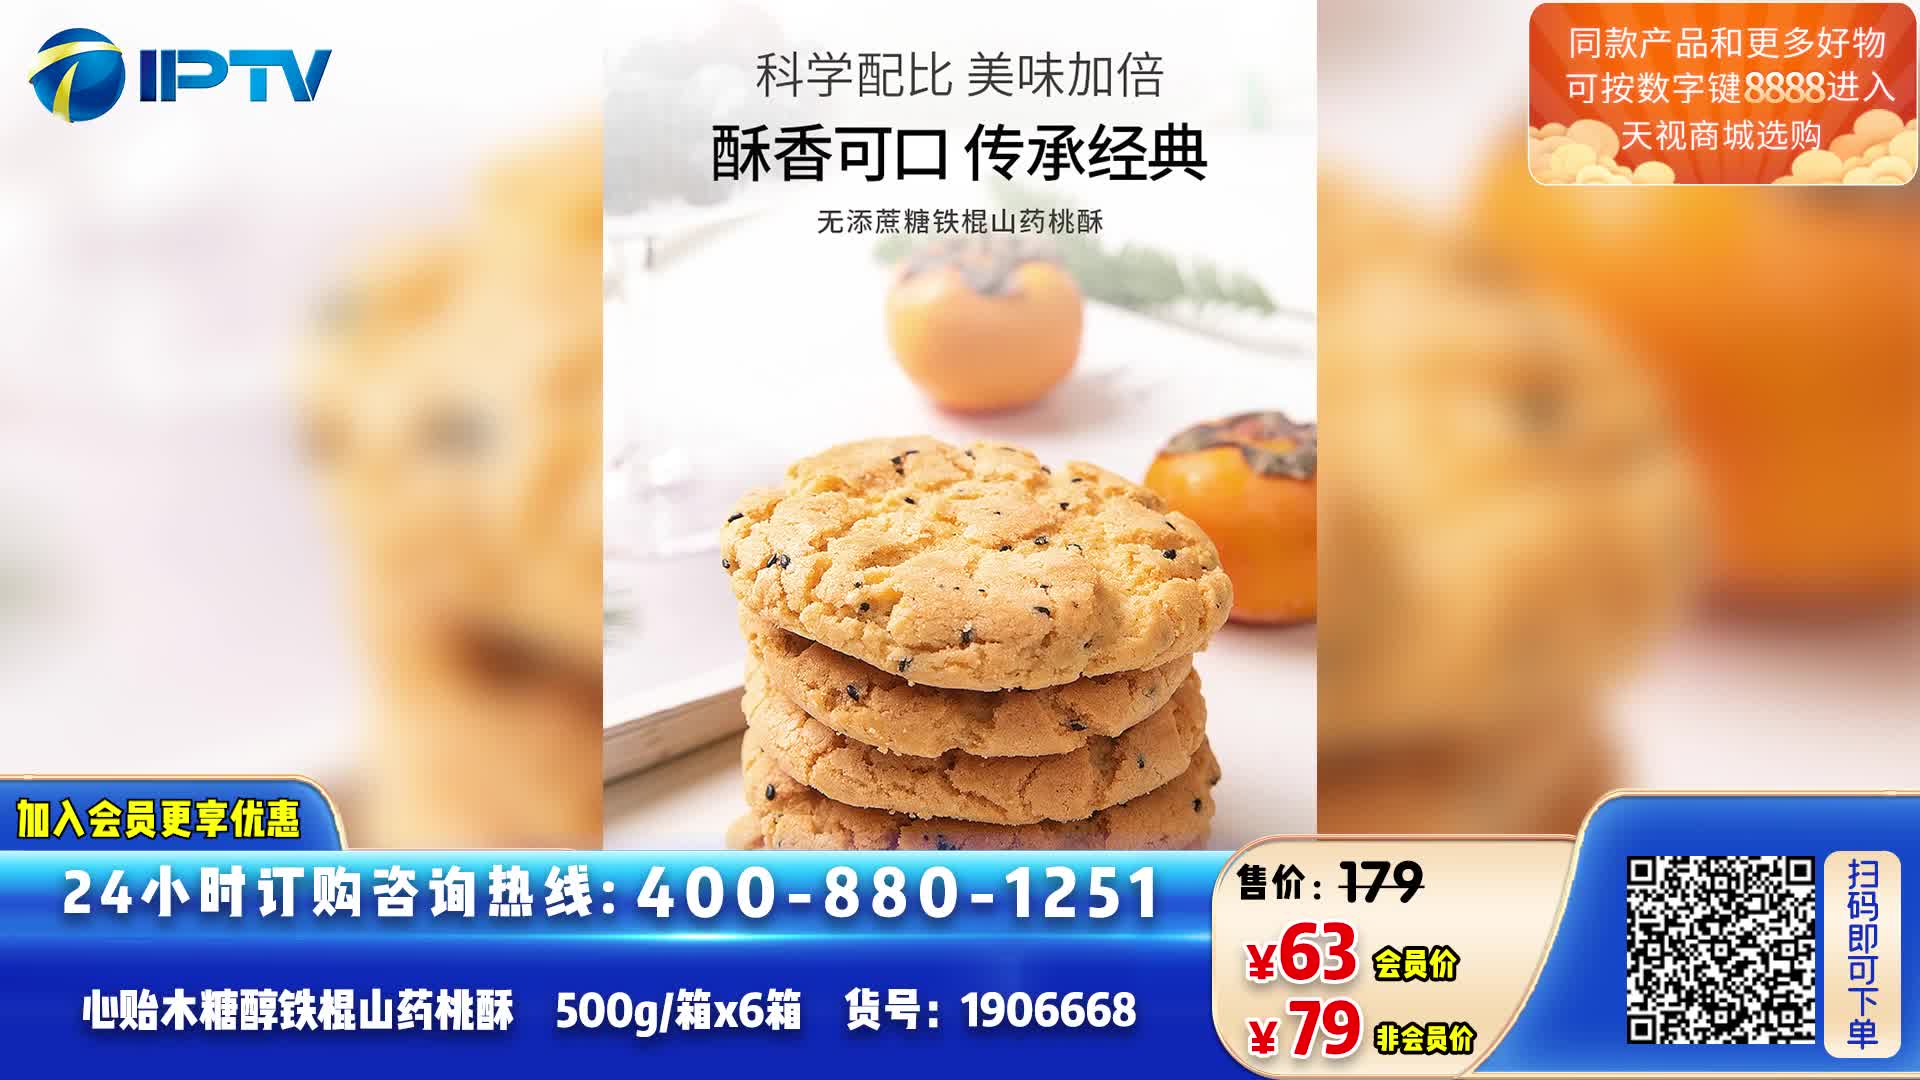 IPTV
科学配比 美味加倍
酥香可口 传承经典
无添蔗糖铁棍山药桃酥
同款产品和更多好物
可按数字键8888进入
天视商城选购
加入会员更享优惠
24小时订购咨询热线:400-880-1251
心贻木糖醇铁棍山药桃酥 500g/箱x6箱 货号：1906668
售价：179
¥63 会员价
¥79 非会员价
扫码即可下单